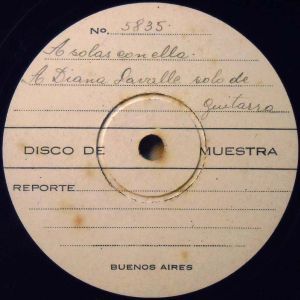 No. 5835.
A solas con ella.
A Diana Lavalle solo de
guitarra
DISCO DE MUESTRA
REPORTE
BUENOS AIRES